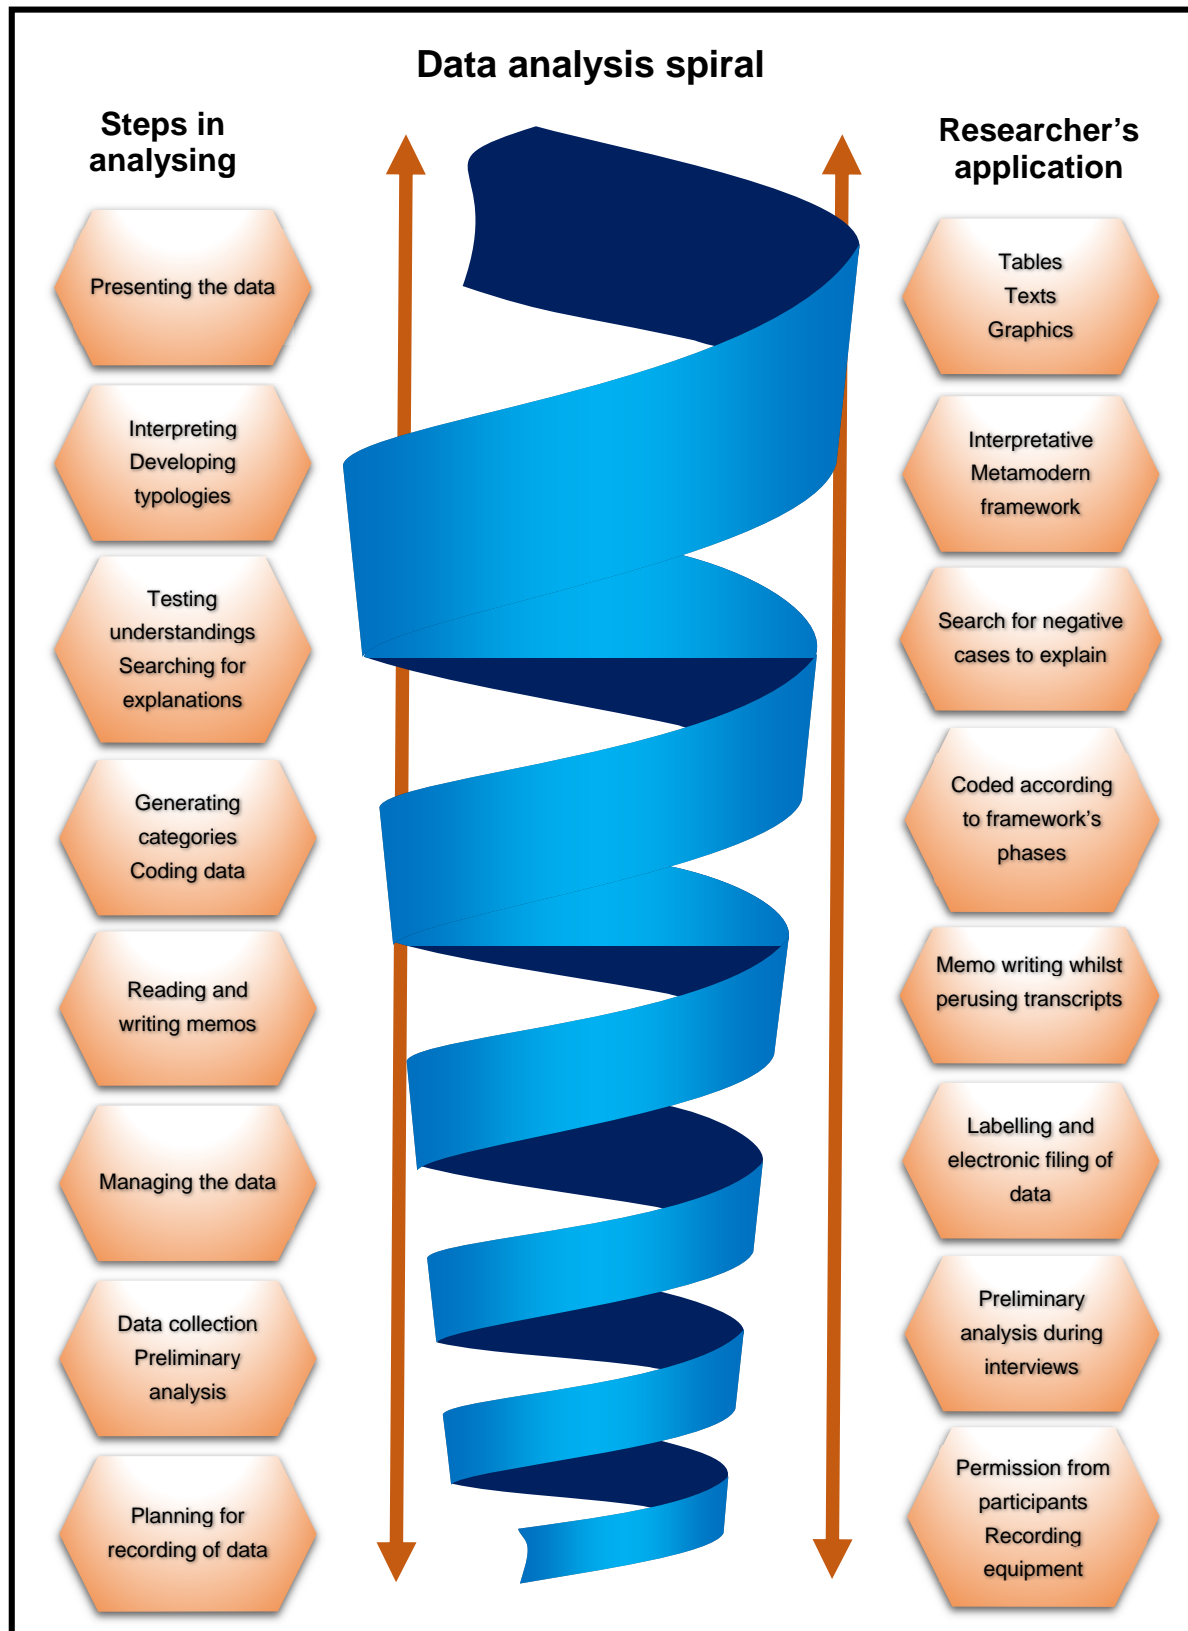 Data analysis spiral
Steps in
analysing
Presenting the data
Interpreting
Developing
typologies
Testing
understandings
Searching for
explanations
Generating
categories
Coding data
Reading and
writing memos
Managing the data
Data collection
Preliminary
analysis
Planning for
recording of data
Researcher’s
application
Tables
Texts
Graphics
Interpretative
Metamodern
framework
Search for negative
cases to explain
Coded according
to framework’s
phases
Memo writing whilst
perusing transcripts
Labelling and
electronic filing of
data
Preliminary
analysis during
interviews
Permission from
participants
Recording
equipment